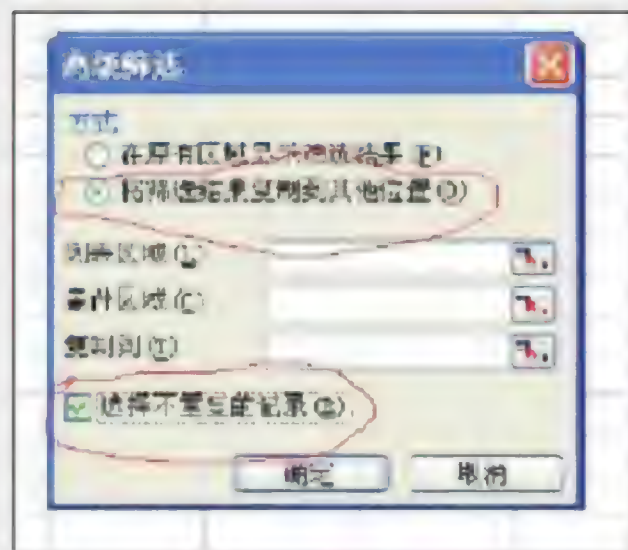 高级筛选
方式
在原有区域显示筛选结果(F)
将筛选结果复制到其他位置(O)
列表区域(L):
条件区域(C):
复制到(T):
选择不重复的记录(R)
确定
取消